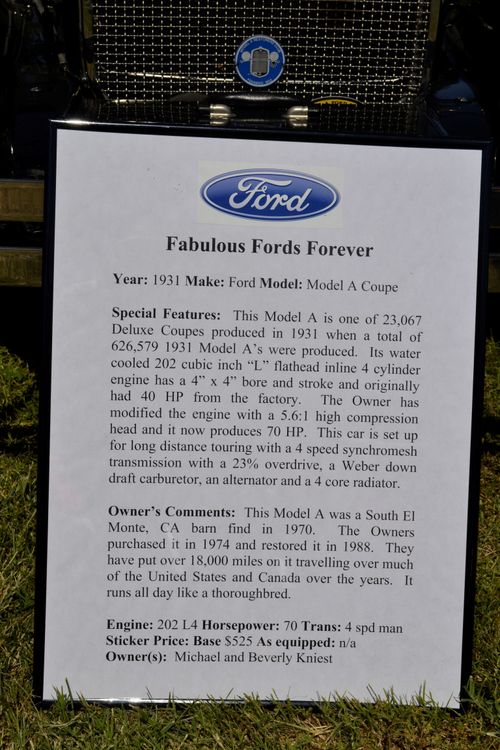 Ford
Fabulous Fords Forever
Year: 1931 Make: Ford Model: Model A Coupe
Special Features: This Model A is one of 23,067
Deluxe Coupes produced in 1931 when a total of
626,579 1931 Model A's were produced. Its water
cooled 202 cubic inch “L” flathead inline 4 cylinder
engine has a 4” x 4” bore and stroke and originally
had 40 HP from the factory. The Owner has
modified the engine with a 5.6:1 high compression
head and it now produces 70 HP. This car is set up
for long distance touring with a 4 speed synchromesh
transmission with a 23% overdrive, a Weber down
draft carburetor, an alternator and a 4 core radiator.
Owner's Comments: This Model A was a South El
Monte, CA barn find in 1970. The Owners
purchased it in 1974 and restored it in 1988. They
have put over 18,000 miles on it travelling over much
of the United States and Canada over the years. It
runs all day like a thoroughbred.
Engine: 202 L4 Horsepower: 70 Trans: 4 spd man
Sticker Price: Base $525 As equipped: n/a
Owner(s): Michael and Beverly Kniest